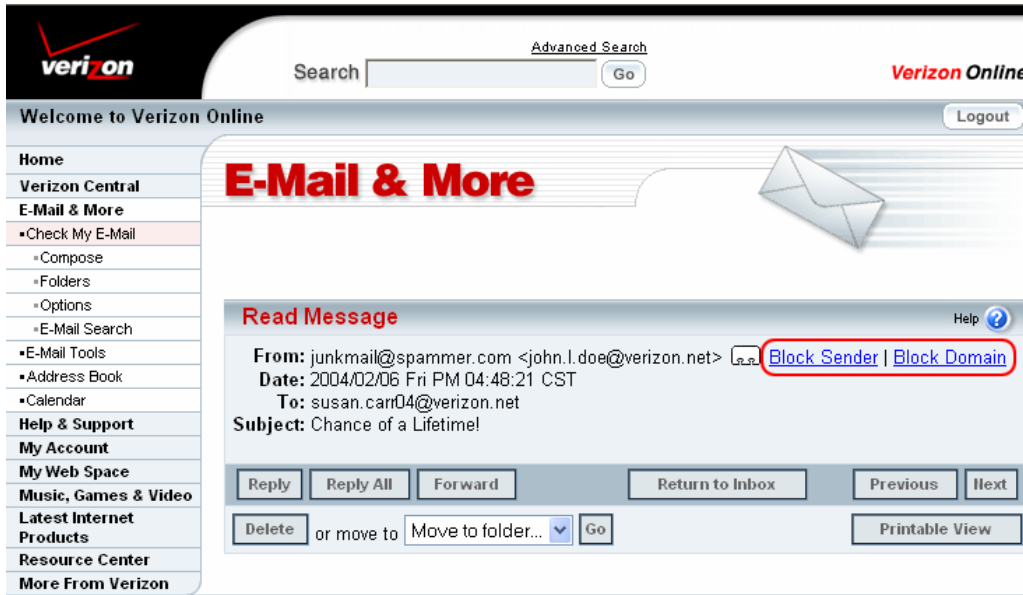 verizon
Advanced Search
Search
Go
Verizon Online
Welcome to Verizon Online
Logout
Home
Verizon Central
E-Mail & More
▪Check My E-Mail
▪Compose
▪Folders
▪Options
▪E-Mail Search
▪E-Mail Tools
▪Address Book
▪Calendar
Help & Support
My Account
My Web Space
Music, Games & Video
Latest Internet
Products
Resource Center
More From Verizon
E-Mail & More
Read Message
Help ?
From: junkmail@spammer.com <john.l.doe@verizon.net> Block Sender | Block Domain
Date: 2004/02/06 Fri PM 04:48:21 CST
To: susan.carr04@verizon.net
Subject: Chance of a Lifetime!
Reply Reply All Forward Return to Inbox Previous Next
Delete or move to Move to folder... Go Printable View